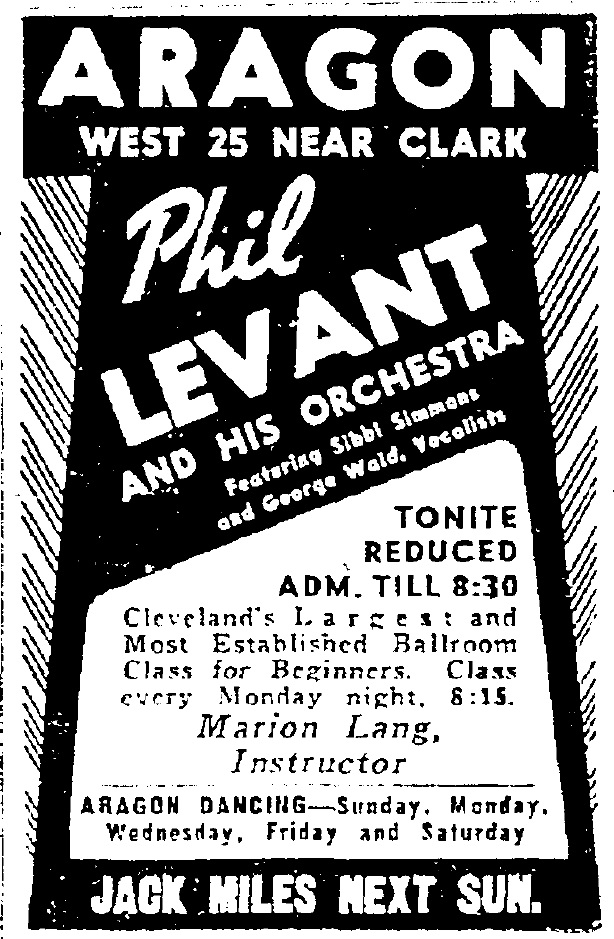 ARAGON
WEST 25 NEAR CLARK
Phil
LEVANT
AND HIS ORCHESTRA
Featuring Sibbi Simmons
and George Wald, Vocalists
TONITE
REDUCED
ADM. TILL 8:30
Cleveland's Largest and
Most Established Ballroom
Class for Beginners. Class
every Monday night, 8:15.
Marion Lang,
Instructor
ARAGON DANCING—Sunday, Monday,
Wednesday, Friday and Saturday
JACK MILES NEXT SUN.